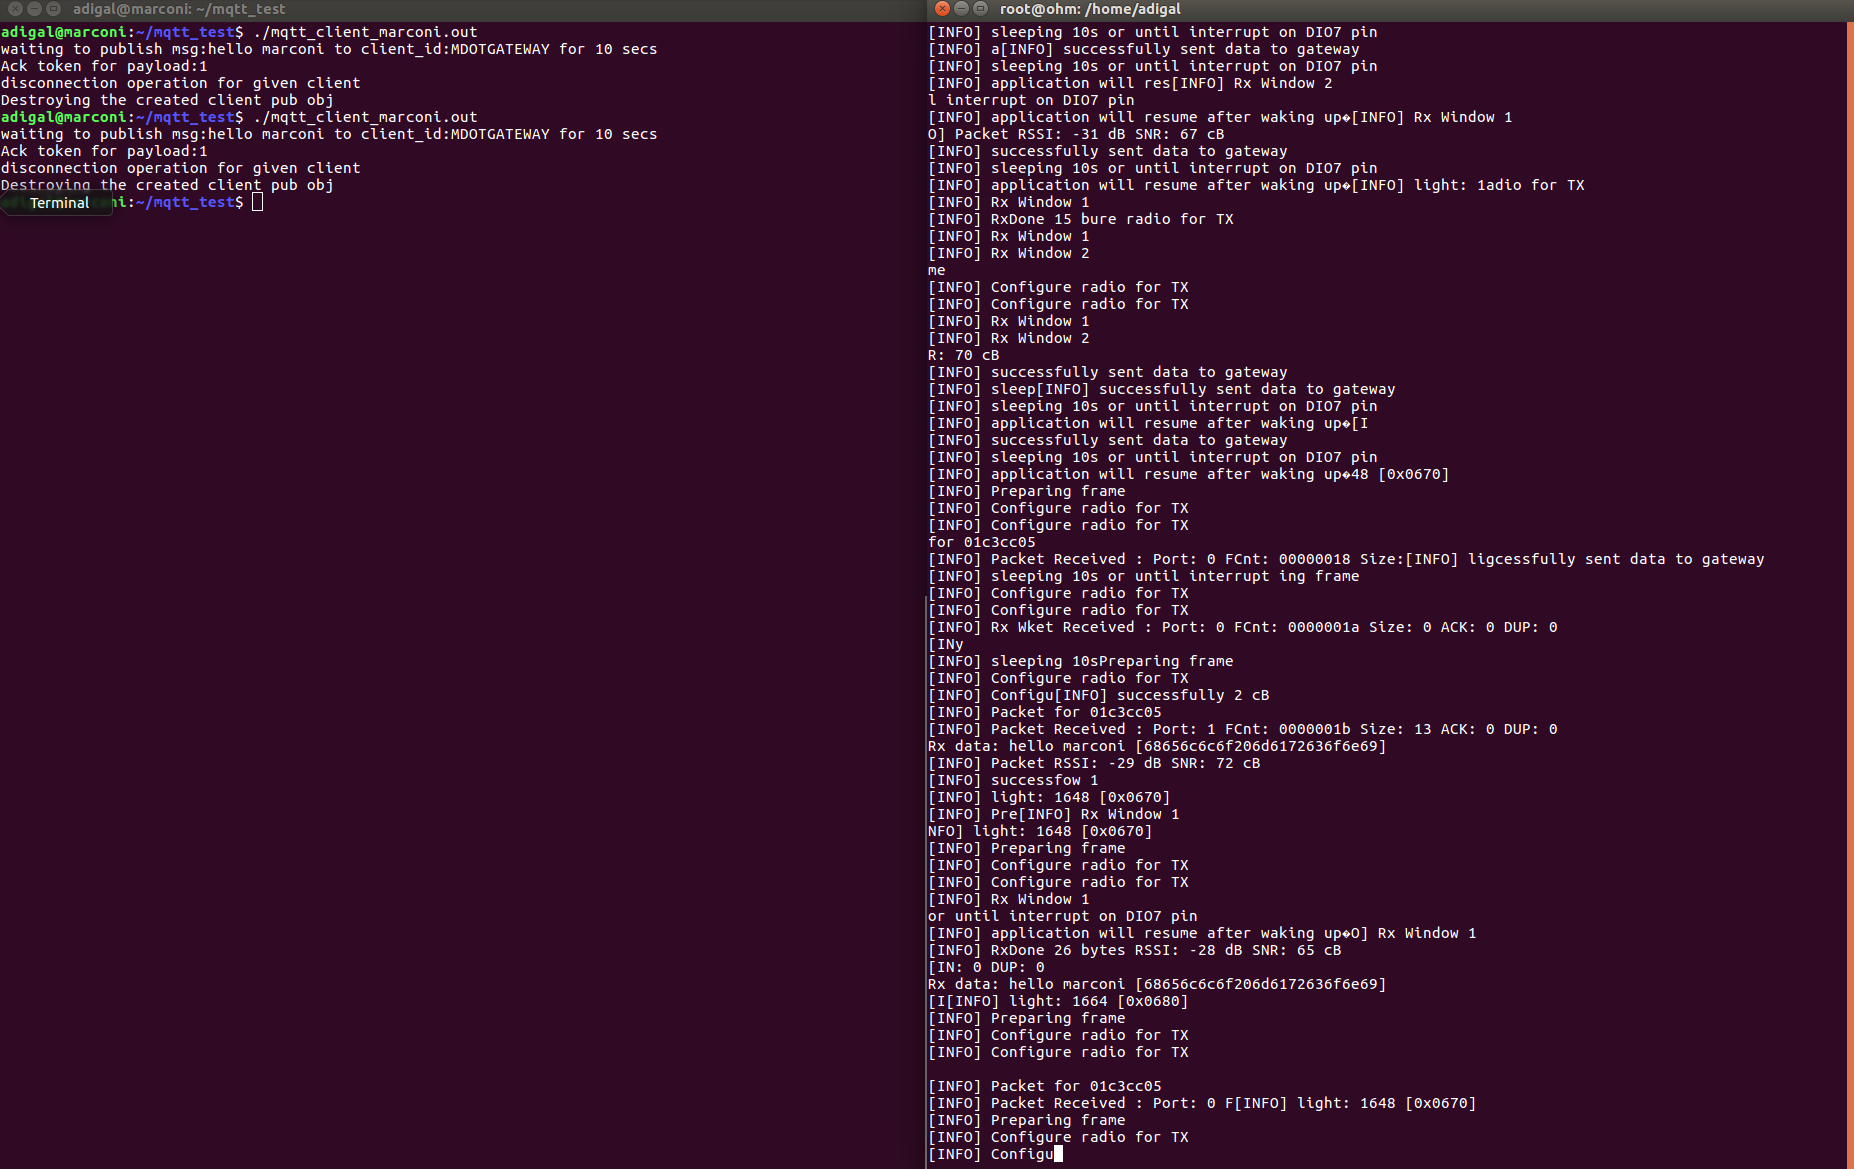 adigal@marconi: ~/mqtt_test
adigal@marconi:~/mqtt_test$ ./mqtt_client_marconi.out
waiting to publish msg:hello marconi to client_id:MDOTGATEWAY for 10 secs
Ack token for payload:1
disconnection operation for given client
Destroying the created client pub obj
adigal@marconi:~/mqtt_test$ ./mqtt_client_marconi.out
waiting to publish msg:hello marconi to client_id:MDOTGATEWAY for 10 secs
Ack token for payload:1
disconnection operation for given client
Destroying the created client pub obj
Terminal
ni:~/mqtt_test$
root@ohm: /home/adigal
[INFO] sleeping 10s or until interrupt on DIO7 pin
[INFO] a[INFO] successfully sent data to gateway
[INFO] sleeping 10s or until interrupt on DIO7 pin
[INFO] application will res[INFO] Rx Window 2
l interrupt on DIO7 pin
[INFO] application will resume after waking up�[INFO] Rx Window 1
O] Packet RSSI: -31 dB SNR: 67 cB
[INFO] successfully sent data to gateway
[INFO] sleeping 10s or until interrupt on DIO7 pin
[INFO] application will resume after waking up�[INFO] light: 1adio for TX
[INFO] Rx Window 1
[INFO] RxDone 15 bure radio for TX
[INFO] Rx Window 1
[INFO] Rx Window 2
me
[INFO] Configure radio for TX
[INFO] Configure radio for TX
[INFO] Rx Window 1
[INFO] Rx Window 2
R: 70 cB
[INFO] successfully sent data to gateway
[INFO] sleep[INFO] successfully sent data to gateway
[INFO] sleeping 10s or until interrupt on DIO7 pin
[INFO] application will resume after waking up�[I
[INFO] successfully sent data to gateway
[INFO] sleeping 10s or until interrupt on DIO7 pin
[INFO] application will resume after waking up�48 [0x0670]
[INFO] Preparing frame
[INFO] Configure radio for TX
[INFO] Configure radio for TX
for 01c3cc05
[INFO] Packet Received : Port: 0 FCnt: 00000018 Size:[INFO] ligcessfully sent data to gateway
[INFO] sleeping 10s or until interrupt ing frame
[INFO] Configure radio for TX
[INFO] Configure radio for TX
[INFO] Rx Wket Received : Port: 0 FCnt: 0000001a Size: 0 ACK: 0 DUP: 0
[INy
[INFO] sleeping 10sPreparing frame
[INFO] Configure radio for TX
[INFO] Configu[INFO] successfully 2 cB
[INFO] Packet for 01c3cc05
[INFO] Packet Received : Port: 1 FCnt: 0000001b Size: 13 ACK: 0 DUP: 0
Rx data: hello marconi [68656c6c6f206d6172636f6e69]
[INFO] Packet RSSI: -29 dB SNR: 72 cB
[INFO] successfow 1
[INFO] light: 1648 [0x0670]
[INFO] Pre[INFO] Rx Window 1
NFO] light: 1648 [0x0670]
[INFO] Preparing frame
[INFO] Configure radio for TX
[INFO] Configure radio for TX
[INFO] Rx Window 1
or until interrupt on DIO7 pin
[INFO] application will resume after waking up�O] Rx Window 1
[INFO] RxDone 26 bytes RSSI: -28 dB SNR: 65 cB
[IN: 0 DUP: 0
Rx data: hello marconi [68656c6c6f206d6172636f6e69]
[I[INFO] light: 1664 [0x0680]
[INFO] Preparing frame
[INFO] Configure radio for TX
[INFO] Configure radio for TX
[INFO] Packet for 01c3cc05
[INFO] Packet Received : Port: 0 F[INFO] light: 1648 [0x0670]
[INFO] Preparing frame
[INFO] Configure radio for TX
[INFO] Configu